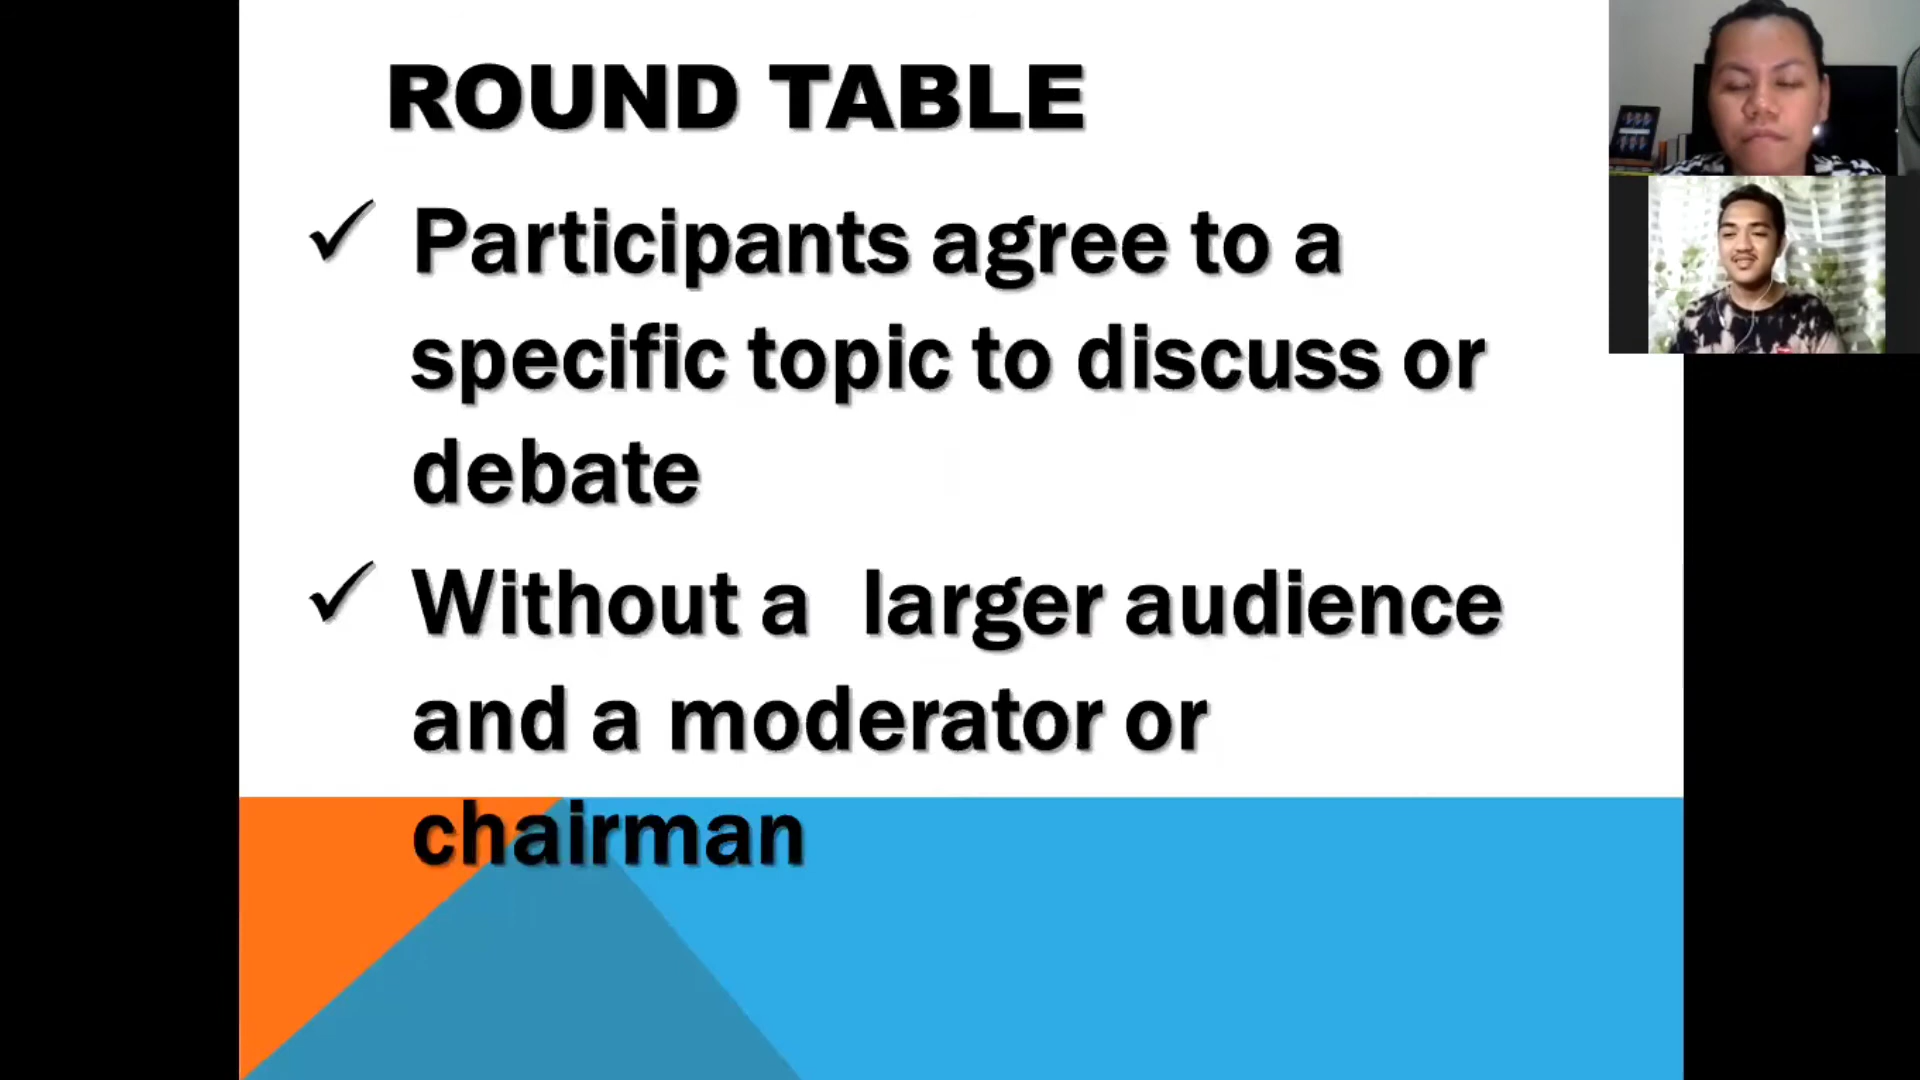 ROUND TABLE
✓ Participants agree to a
specific topic to discuss or
debate
✓ Without a  larger audience
and a moderator or
chairman